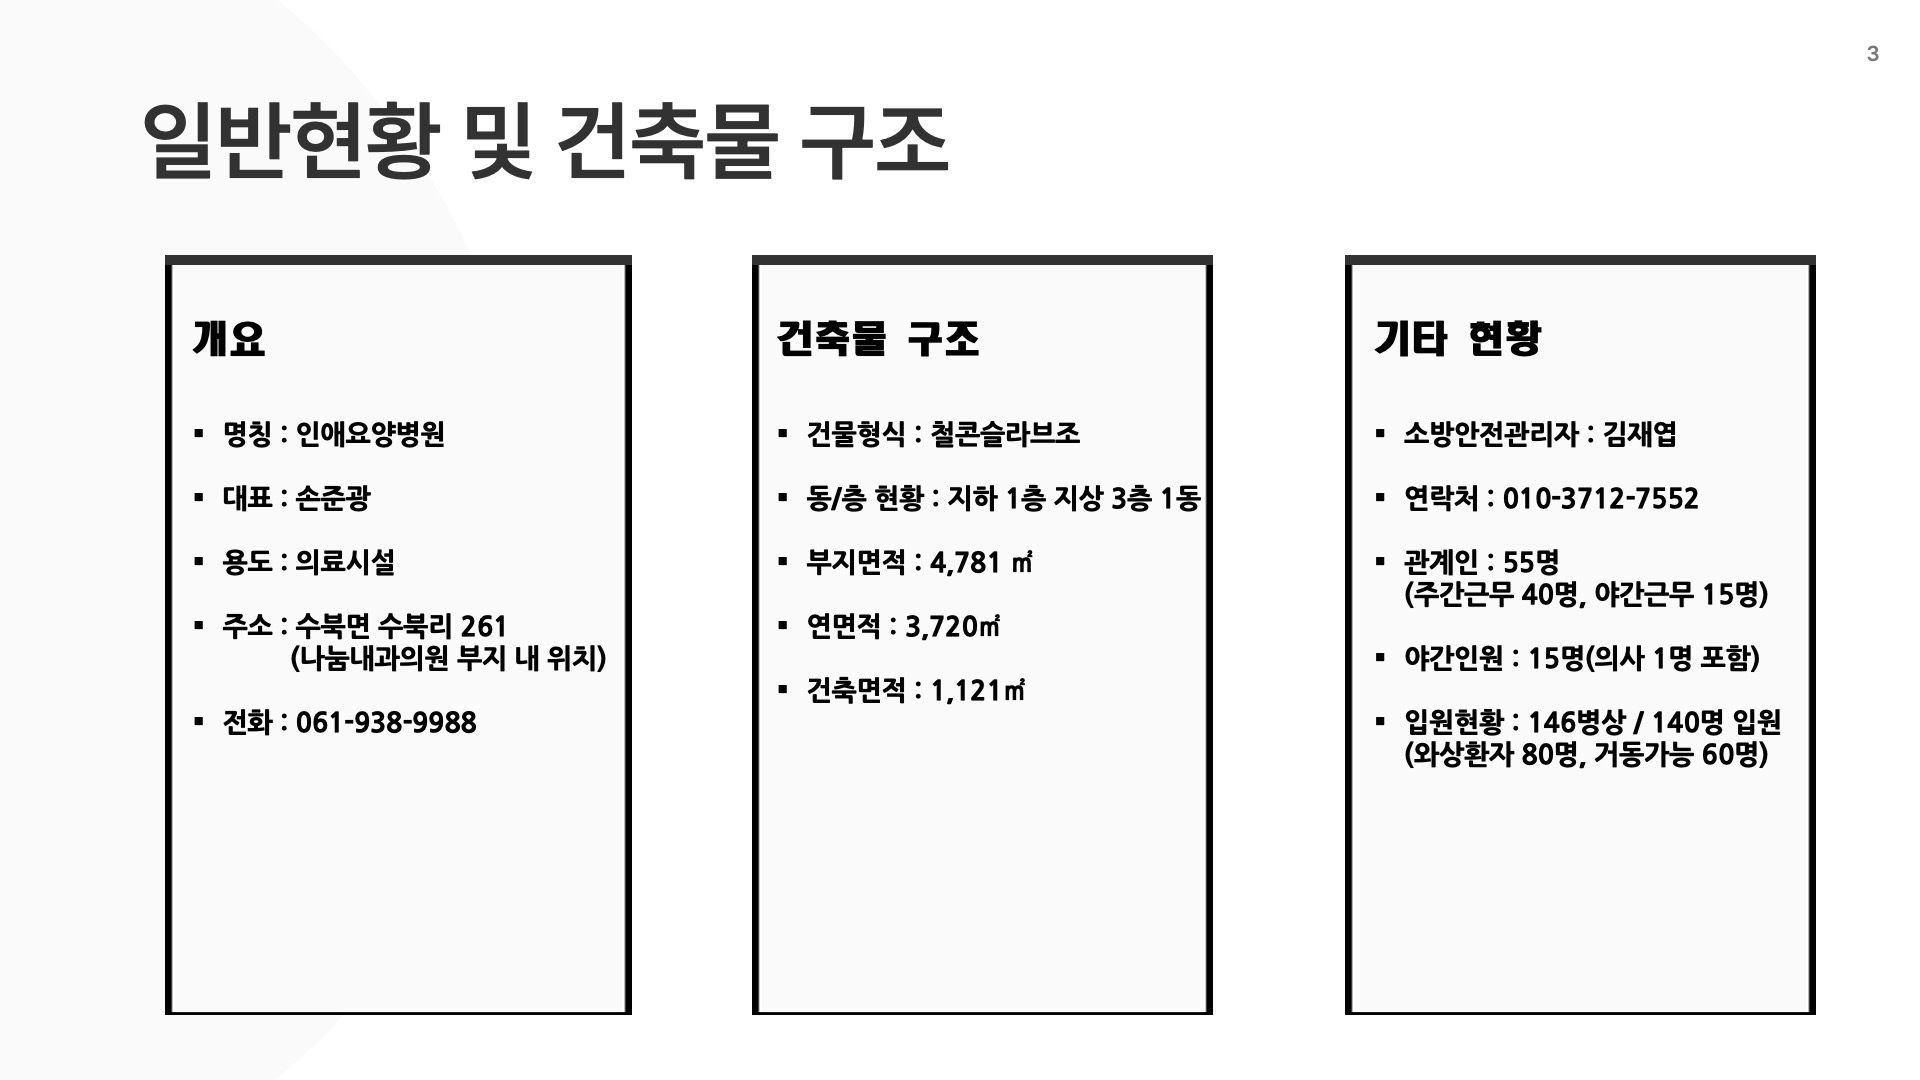 3
일반현황 및 건축물 구조
개요
▪ 명칭 : 인애요양병원
▪ 대표 : 손준광
▪ 용도 : 의료시설
▪ 주소 : 수북면 수북리 261
(나눔내과의원 부지 내 위치)
▪ 전화 : 061-938-9988
건축물 구조
▪ 건물형식 : 철콘슬라브조
▪ 동/층 현황 : 지하 1층 지상 3층 1동
▪ 부지면적 : 4,781 ㎡
▪ 연면적 : 3,720㎡
▪ 건축면적 : 1,121㎡
기타 현황
▪ 소방안전관리자 : 김재엽
▪ 연락처 : 010-3712-7552
▪ 관계인 : 55명
(주간근무 40명, 야간근무 15명)
▪ 야간인원 : 15명(의사 1명 포함)
▪ 입원현황 : 146병상 / 140명 입원
(와상환자 80명, 거동가능 60명)